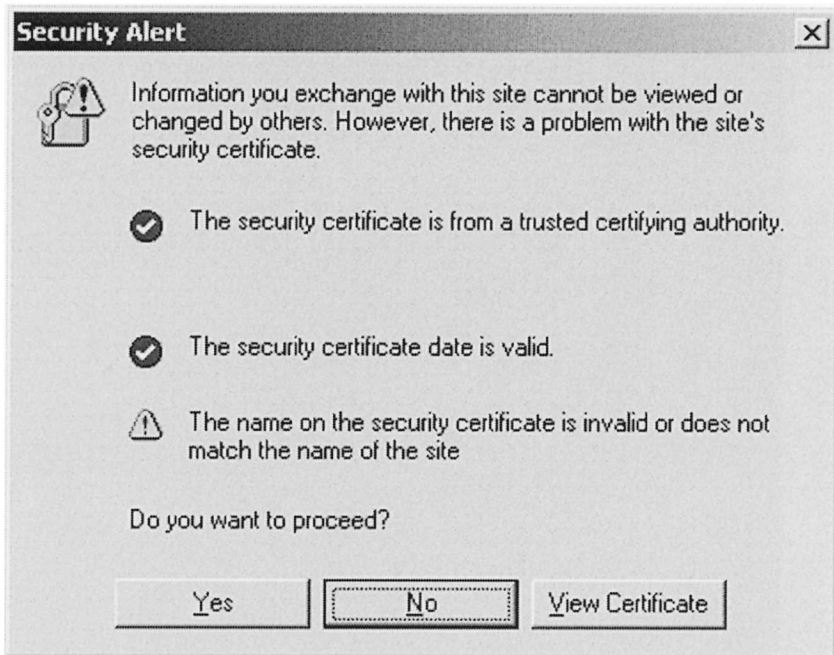 Security Alert
Information you exchange with this site cannot be viewed or
changed by others. However, there is a problem with the site's
security certificate.
The security certificate is from a trusted certifying authority.
The security certificate date is valid.
The name on the security certificate is invalid or does not
match the name of the site
Do you want to proceed?
Yes
No
View Certificate